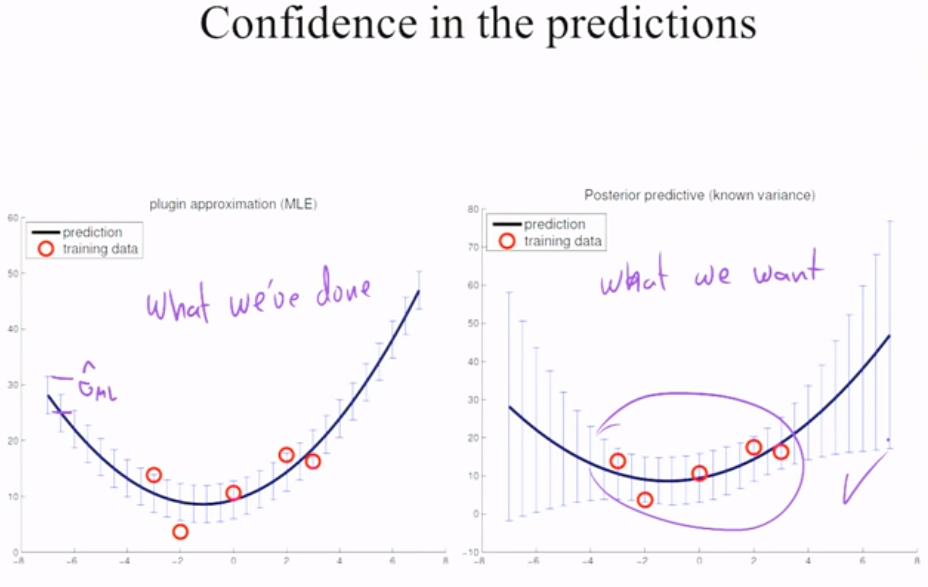 Confidence in the predictions
plugin approximation (MLE)
prediction
training data
What we've done
σ̂ML
60
50
40
30
20
10
0
-8 -6 -4 -2 0 2 4 6 8
Posterior predictive (known variance)
prediction
training data
What we want
80
70
60
50
40
30
20
10
0
-10
-8 -6 -4 -2 0 2 4 6 8